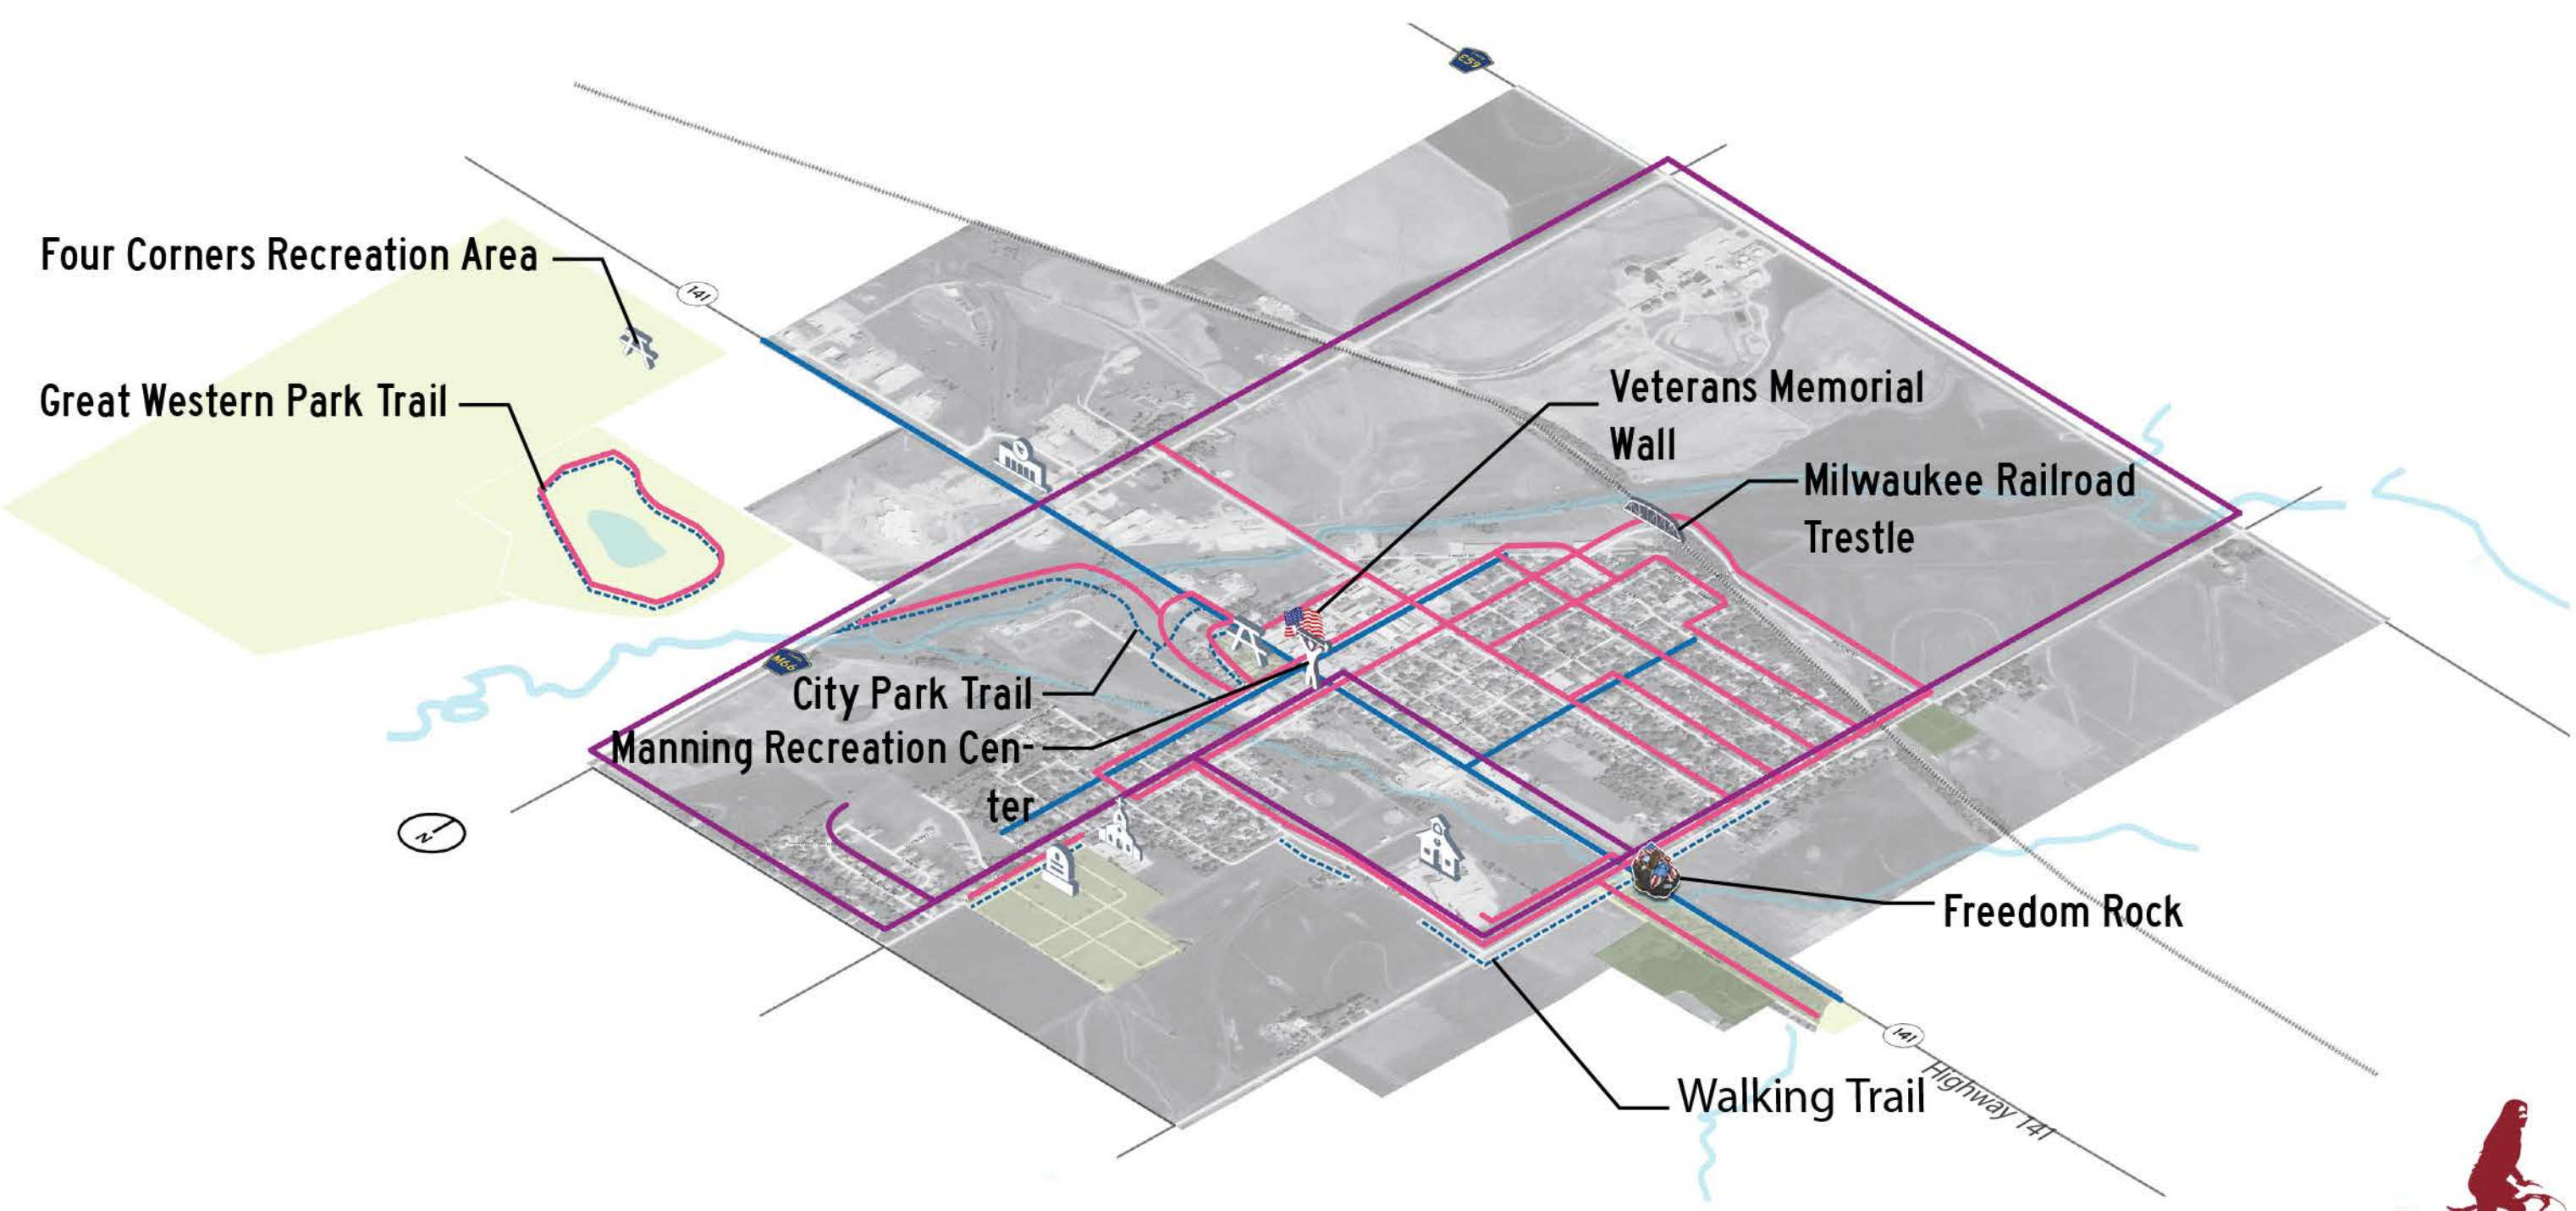 E59
Four Corners Recreation Area
141
Great Western Park Trail
Veterans Memorial
Wall
Milwaukee Railroad
Trestle
M66
City Park Trail
Manning Recreation Cen-
ter
N
Freedom Rock
141
Walking Trail
Highway 141